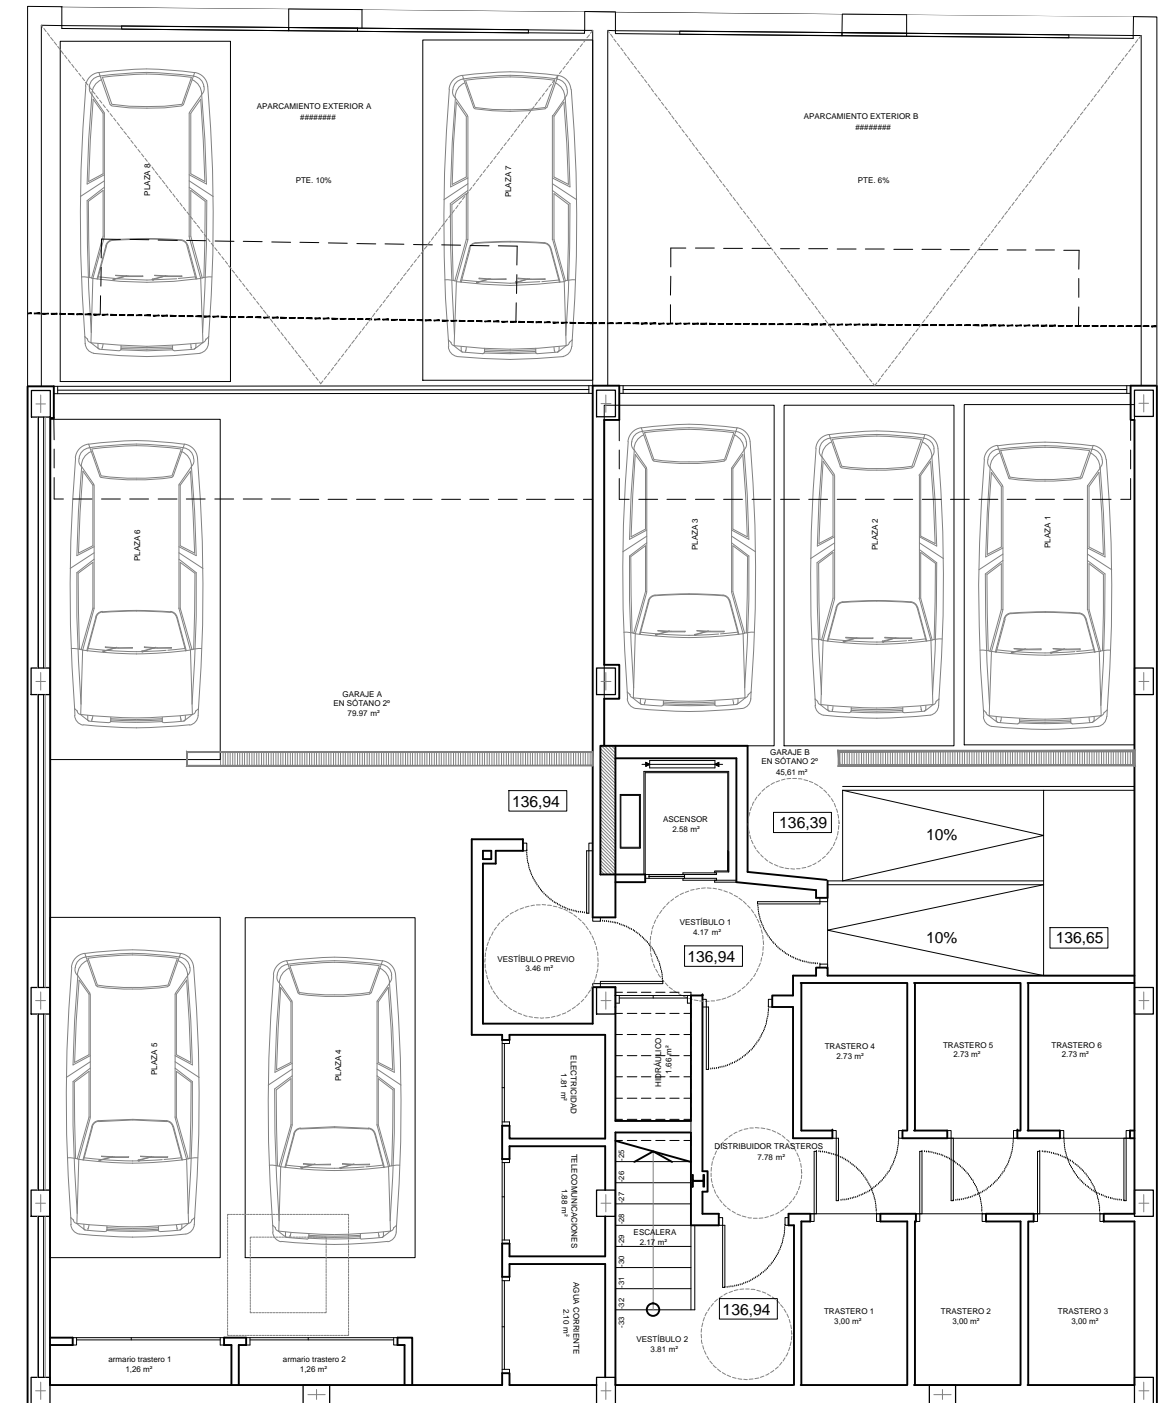 APARCAMIENTO EXTERIOR A
########
PTE. 10%
PLAZA 8
PLAZA 7
APARCAMIENTO EXTERIOR B
########
PTE. 6%
PLAZA 6
PLAZA 3
PLAZA 2
PLAZA 1
GARAJE A
EN SÓTANO 2º
79.97 m²
GARAJE B
EN SÓTANO 2º
45,61 m²
136,94
ASCENSOR
2.58 m²
136,39
10%
10%
136,65
VESTÍBULO 1
4.17 m²
136,94
VESTÍBULO PREVIO
3.46 m²
PLAZA 5
PLAZA 4
ELECTRICIDAD
1.81 m²
HIDRÁULICO
1.66 m²
TRASTERO 4
2.73 m²
TRASTERO 5
2.73 m²
TRASTERO 6
2.73 m²
DISTRIBUIDOR TRASTEROS
7.78 m²
TELECOMUNICACIONES
1.88 m²
-25
-26
-27
-28
-29
-30
-31
-32
-33
ESCALERA
2.17 m²
AGUA CORRIENTE
2.10 m²
136,94
VESTÍBULO 2
3.81 m²
TRASTERO 1
3,00 m²
TRASTERO 2
3,00 m²
TRASTERO 3
3,00 m²
armario trastero 1
1,26 m²
armario trastero 2
1,26 m²